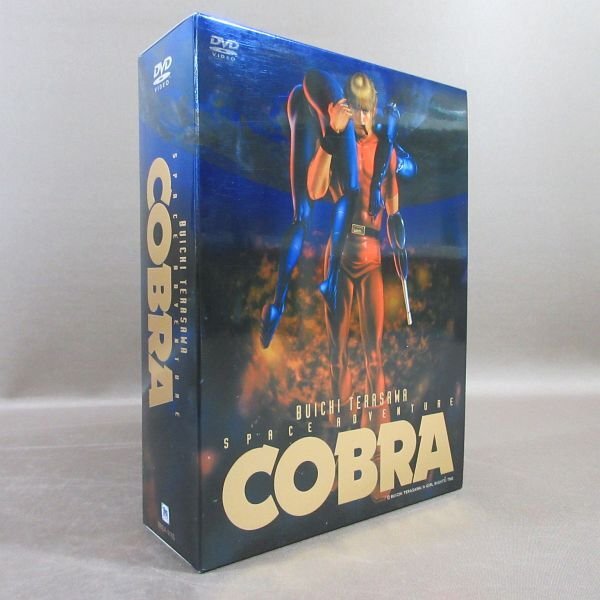 DVD
VIDEO
BUICHI TERASAWA
SPACE ADVENTURE
COBRA
DVD
VIDEO
BUICHI TERASAWA
SPACE ADVENTURE
COBRA